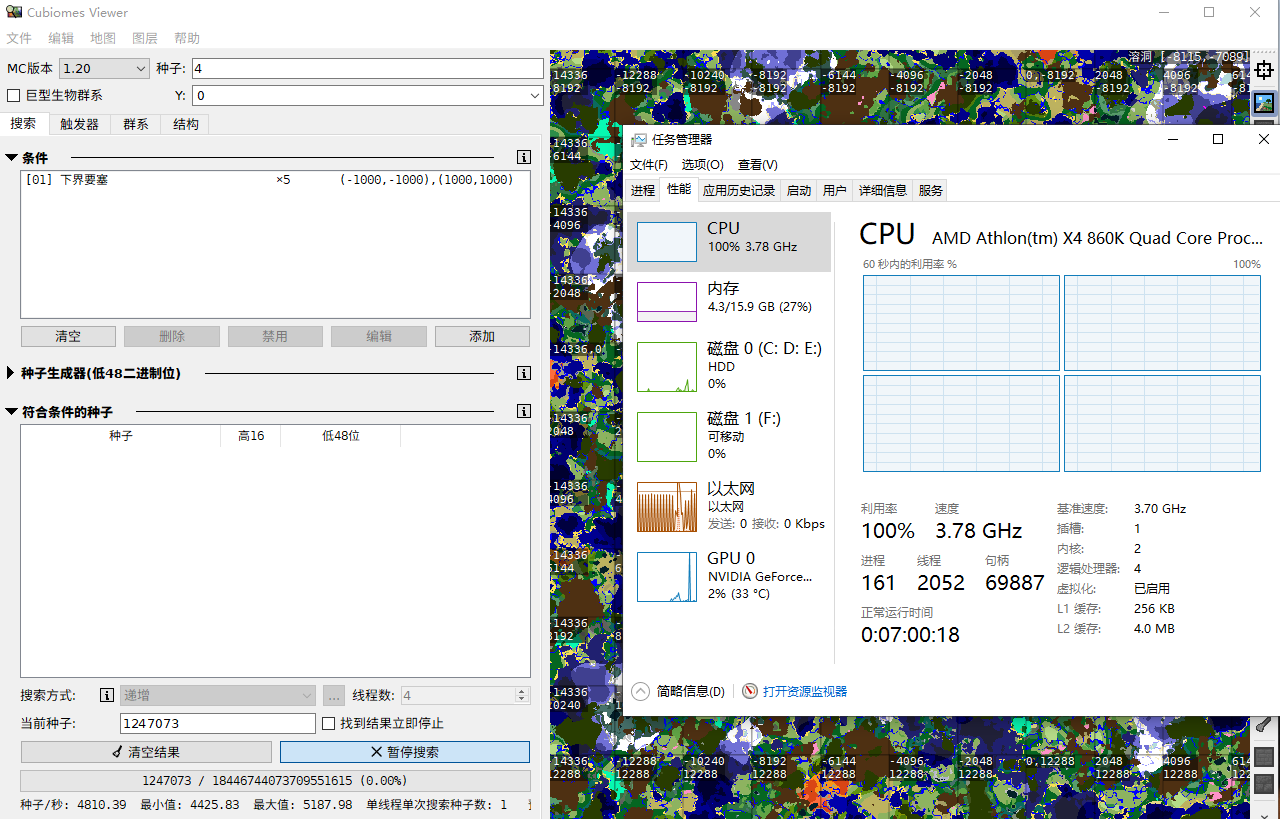 Cubiomes Viewer
文件 编辑 地图 图层 帮助
MC版本 1.20 种子: 4
巨型生物群系 Y: 0
搜索 触发器 群系 结构
条件
[01] 下界要塞 ×5 (-1000,-1000),(1000,1000)
清空 删除 禁用 编辑 添加
种子生成器(低48二进制位)
符合条件的种子
种子 高16 低48位
搜索方式: 递增 ... 线程数: 4
当前种子: 1247073 找到结果立即停止
清空结果 暂停搜索
1247073 / 18446744073709551615 (0.00%)
种子/秒: 4810.39 最小值: 4425.83 最大值: 5187.98 单线程单次搜索种子数: 1
溶洞 [-8115,-7089]
-14336 -12288 -10240 -8192 -6144 -4096 -2048 0,-8192 2048 4096 614
-8192 -8192 -8192 -8192 -8192 -8192 -8192 -8192 -8192 -81
-14336
-6144
-14336
-4096
-14336
-2048
-14336,0
-14336
2048
-14336
4096
-14336
6144
-14336
8192
-14336
10240
-14336 -12288 -10240 -8192 -6144 -4096 -2048 0,12288 2048 4096 614
12288 12288 12288 12288 12288 12288 12288 12288 12288 122
任务管理器
文件(F) 选项(O) 查看(V)
进程 性能 应用历史记录 启动 用户 详细信息 服务
CPU
100% 3.78 GHz
内存
4.3/15.9 GB (27%)
磁盘 0 (C: D: E:)
HDD
0%
磁盘 1 (F:)
可移动
0%
以太网
以太网
发送: 0 接收: 0 Kbps
GPU 0
NVIDIA GeForce...
2% (33 °C)
CPU AMD Athlon(tm) X4 860K Quad Core Proc...
60 秒内的利用率 % 100%
利用率 速度
100% 3.78 GHz
进程 线程 句柄
161 2052 69887
正常运行时间
0:07:00:18
基准速度: 3.70 GHz
插槽: 1
内核: 2
逻辑处理器: 4
虚拟化: 已启用
L1 缓存: 256 KB
L2 缓存: 4.0 MB
简略信息(D) 打开资源监视器